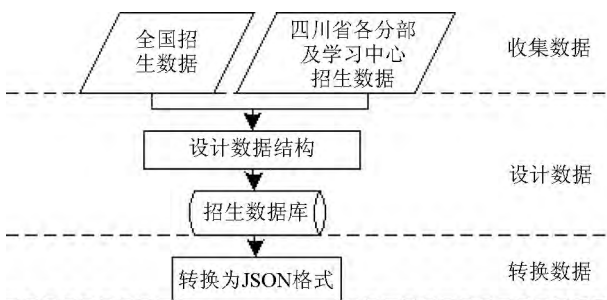 全国招
生数据
四川省各分部
及学习中心
招生数据
收集数据
设计数据结构
招生数据库
设计数据
转换为JSON格式
转换数据